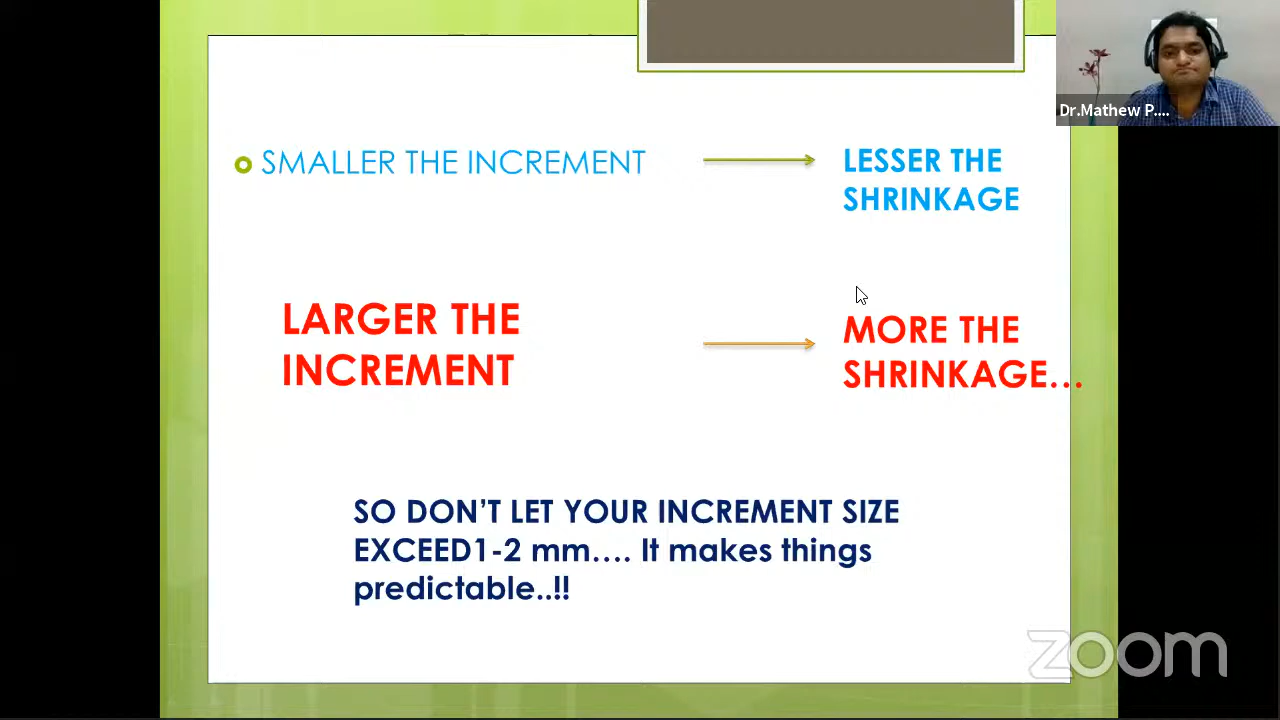 Dr.Mathew P....
SMALLER THE INCREMENT
LESSER THE
SHRINKAGE
LARGER THE
INCREMENT
MORE THE
SHRINKAGE...
SO DON'T LET YOUR INCREMENT SIZE
EXCEED1-2 mm.... It makes things
predictable..!!
zoom